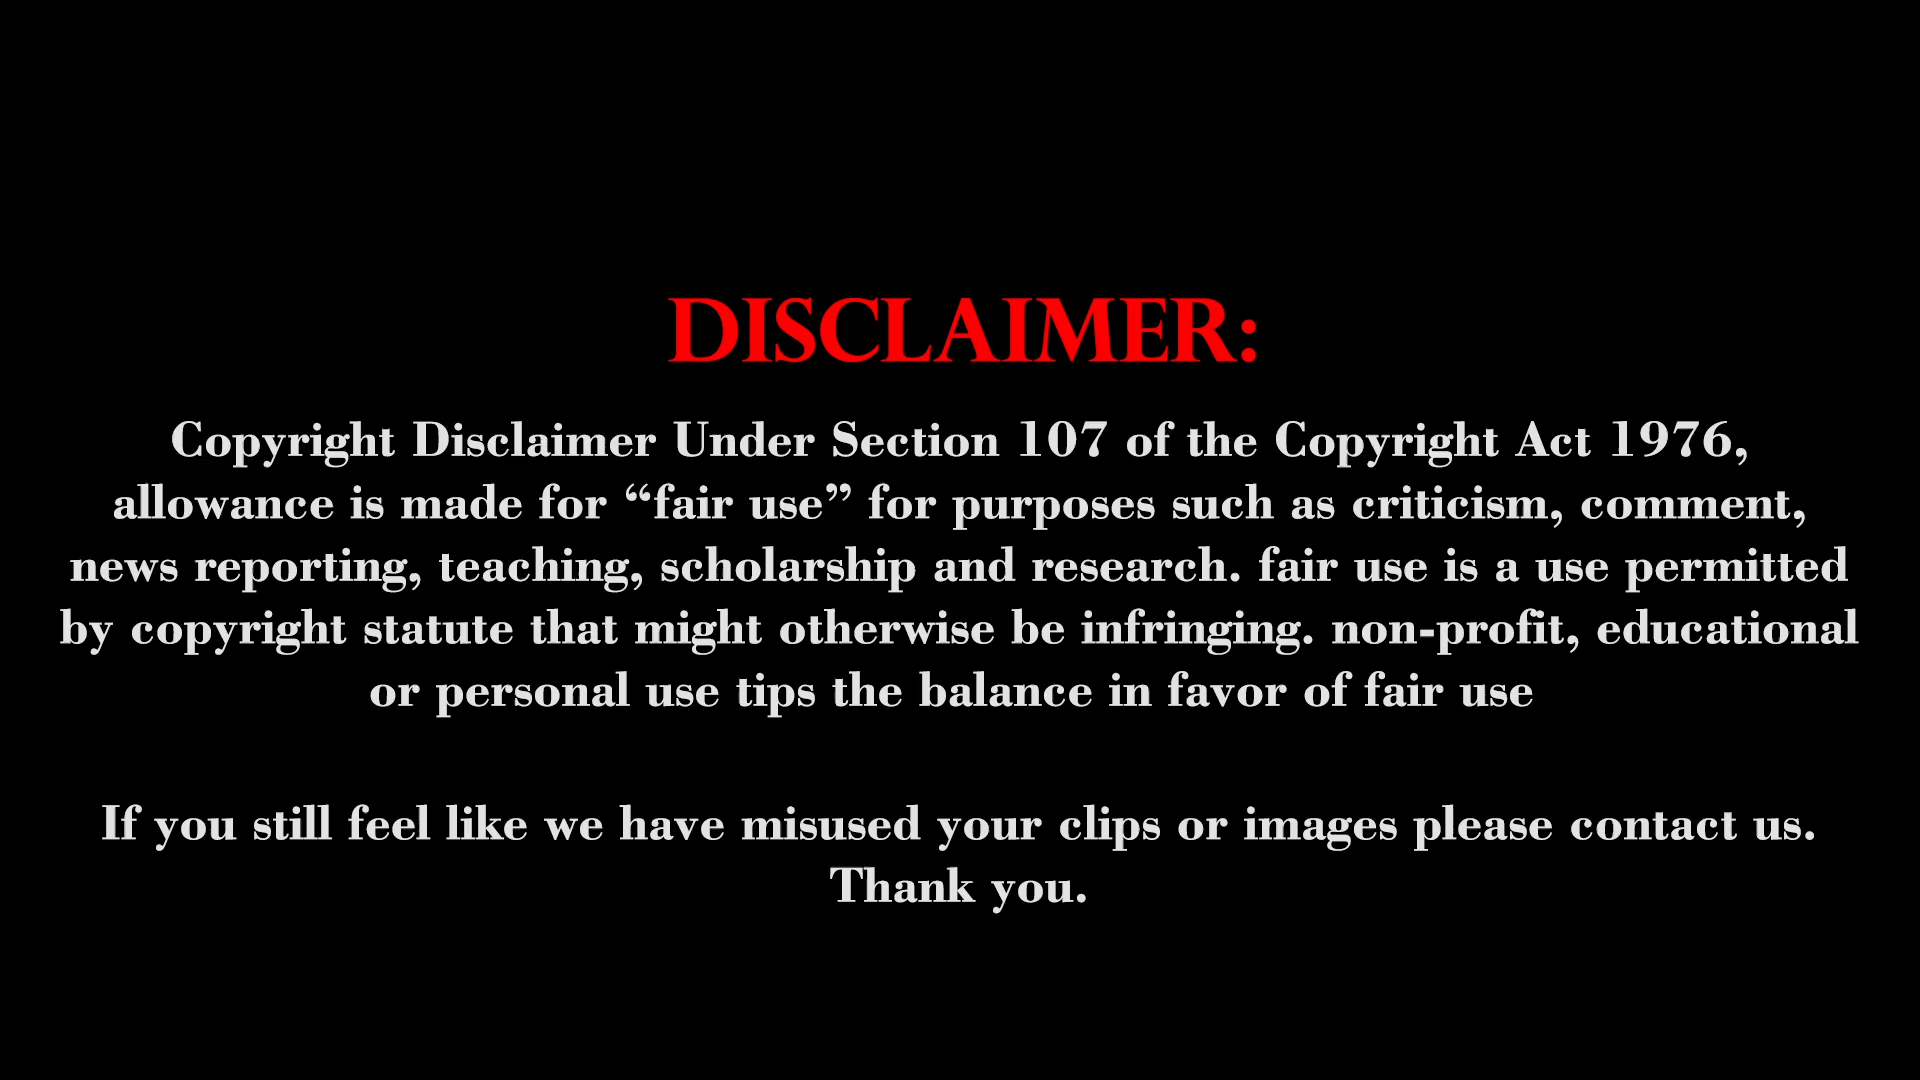 DISCLAIMER:
Copyright Disclaimer Under Section 107 of the Copyright Act 1976,
allowance is made for “fair use” for purposes such as criticism, comment,
news reporting, teaching, scholarship and research. fair use is a use permitted
by copyright statute that might otherwise be infringing. non-profit, educational
or personal use tips the balance in favor of fair use
If you still feel like we have misused your clips or images please contact us.
Thank you.